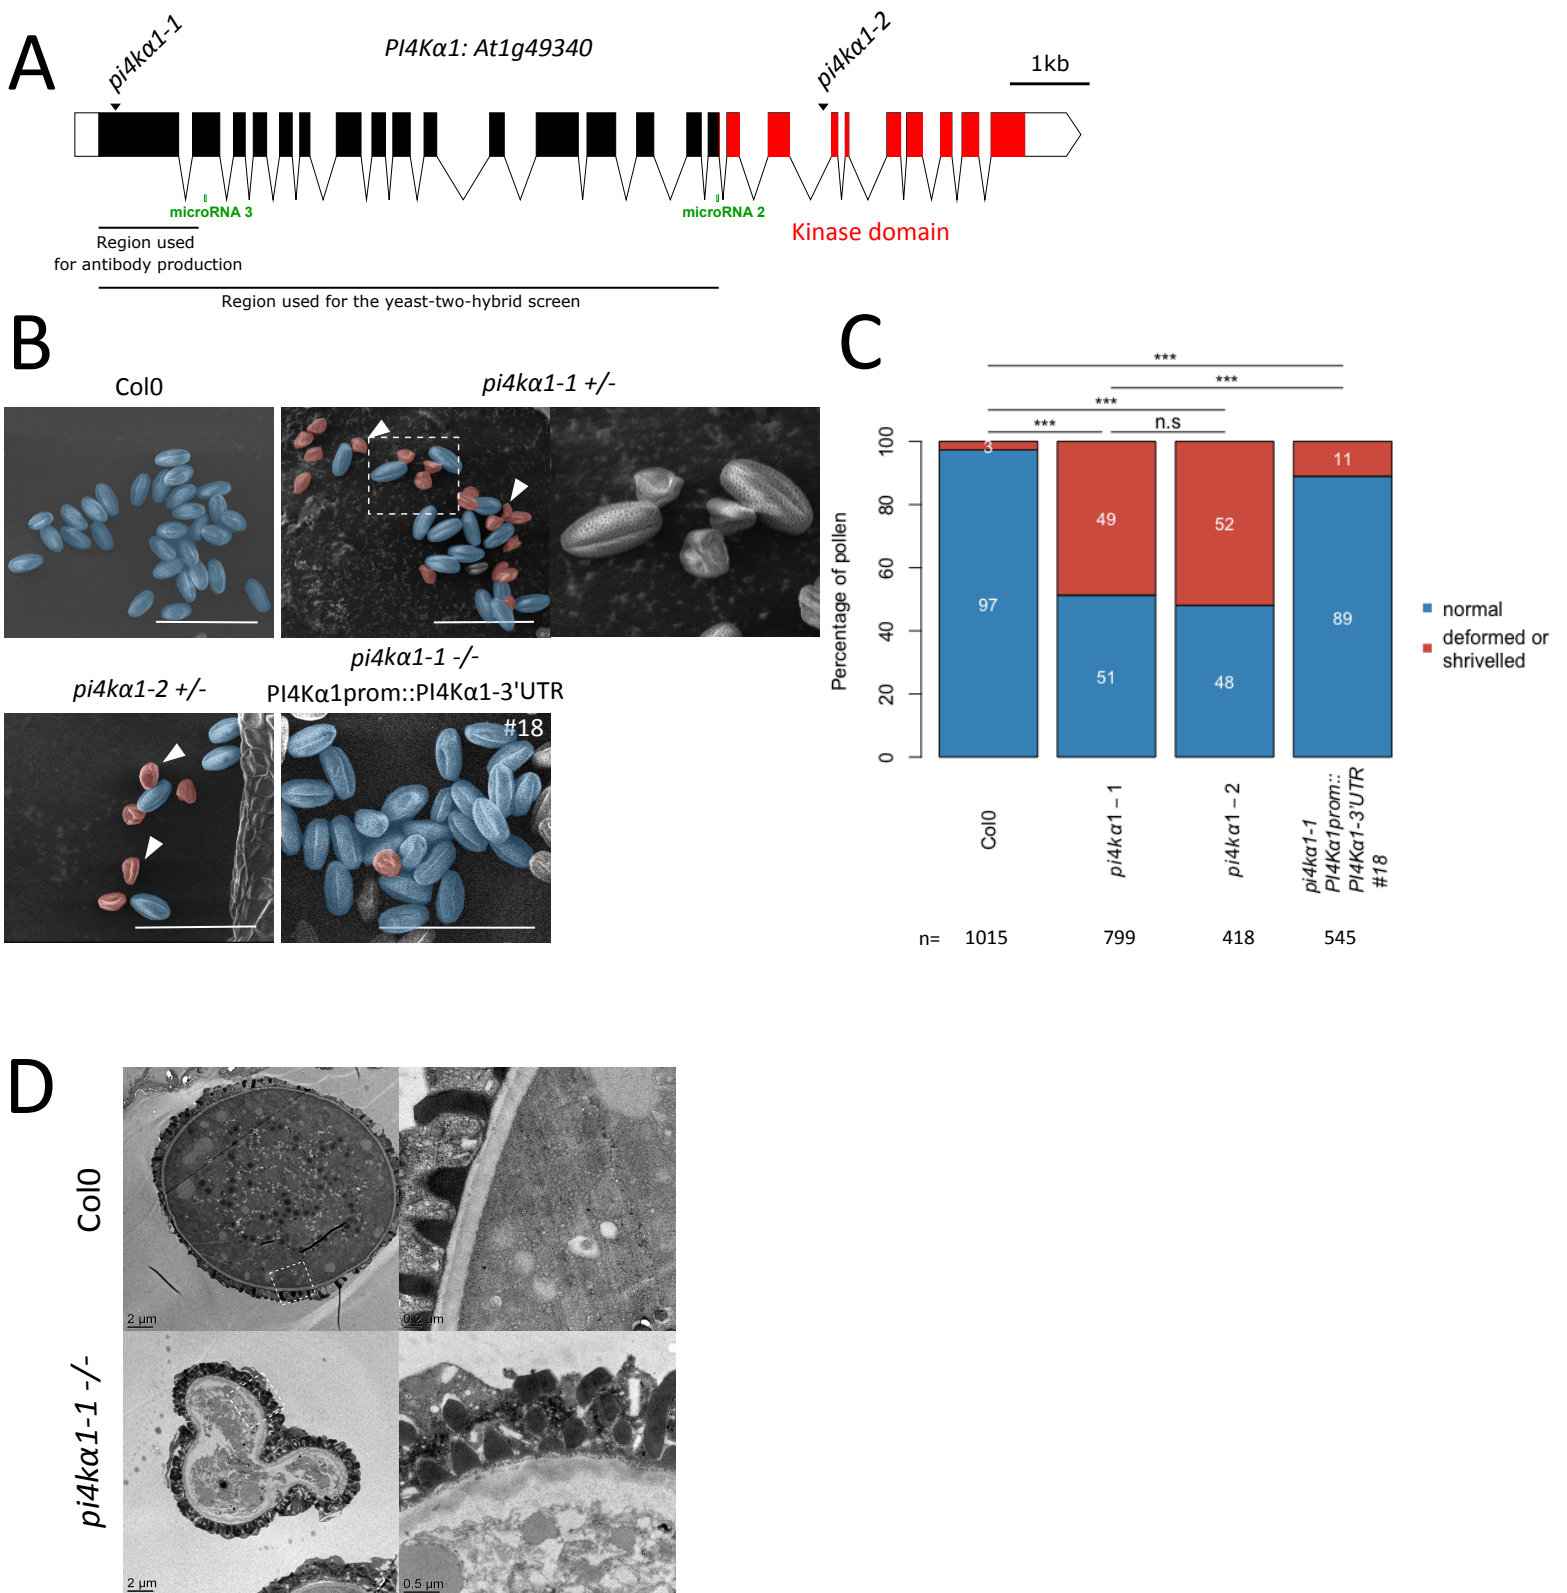 A
pi4kα1-1
PI4Kα1: At1g49340
pi4kα1-2
1kb
microRNA 3
microRNA 2
Kinase domain
Region used
for antibody production
Region used for the yeast-two-hybrid screen
B
Col0
pi4kα1-1 +/-
pi4kα1-2 +/-
pi4kα1-1 -/-
PI4Kα1prom::PI4Kα1-3'UTR
#18
C
***
***
***
***
n.s
Percentage of pollen
100
80
60
40
20
0
3
97
49
51
52
48
11
89
normal
deformed or
shrivelled
Col0
pi4kα1 – 1
pi4kα1 – 2
pi4kα1-1
PI4Kα1prom::
PI4Kα1-3'UTR
#18
n= 1015 799 418 545
D
Col0
2 µm
0.2 µm
pi4kα1-1 -/-
2 µm
0.5 µm